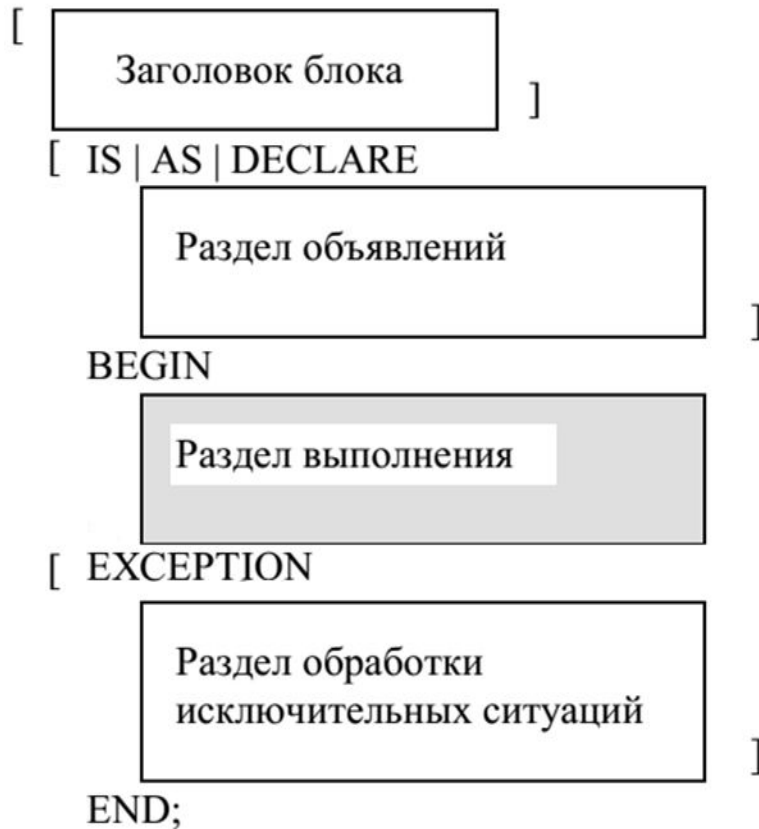 [
Заголовок блока
]
[ IS | AS | DECLARE
Раздел объявлений
]
BEGIN
Раздел выполнения
[ EXCEPTION
Раздел обработки
исключительных ситуаций
]
END;